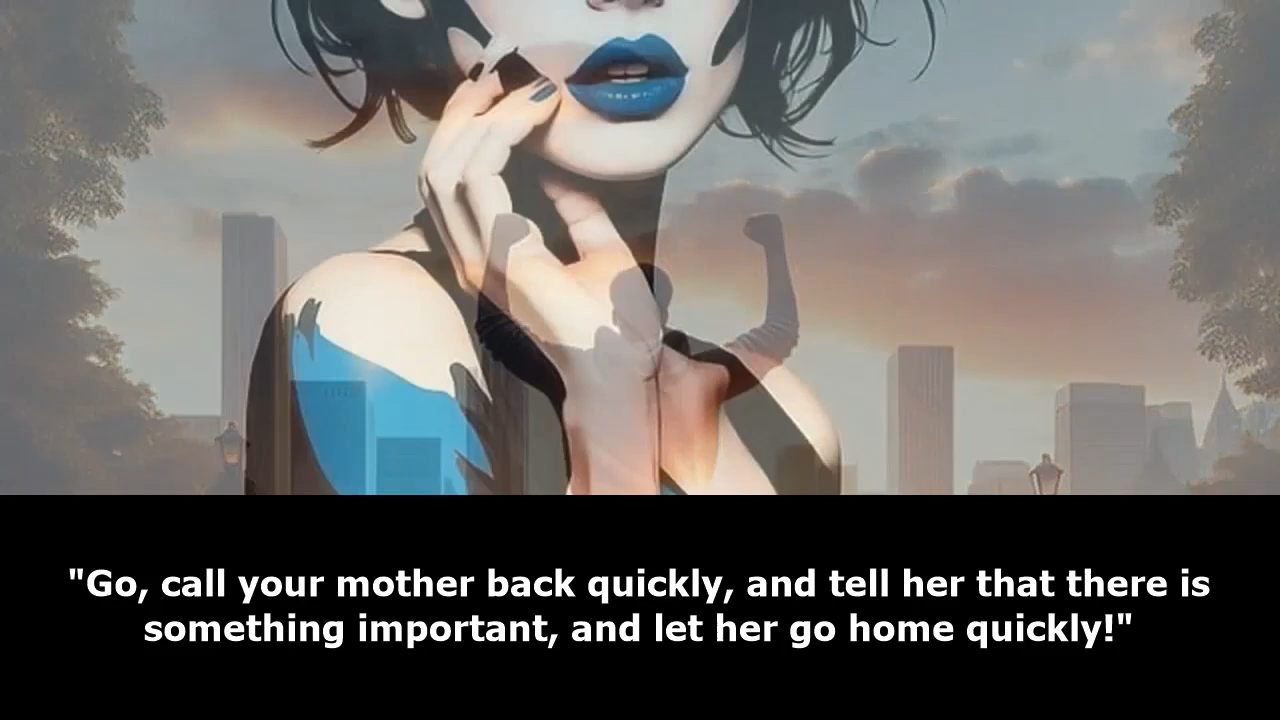 "Go, call your mother back quickly, and tell her that there is
something important, and let her go home quickly!"